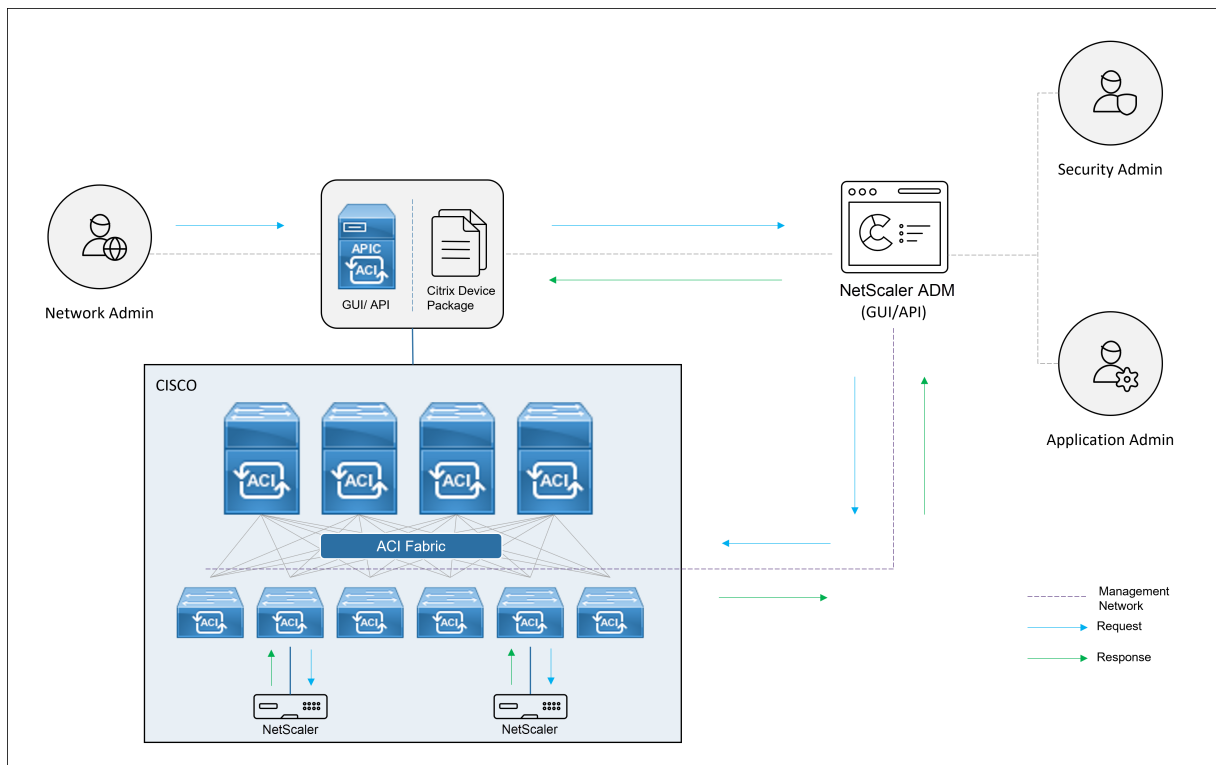 Security Admin
Network Admin
APIC
ACI
GUI/ API
Citrix Device
Package
NetScaler ADM
(GUI/API)
Application Admin
CISCO
ACI
ACI
ACI
ACI
ACI Fabric
ACI
ACI
ACI
ACI
ACI
ACI
NetScaler
NetScaler
Management
Network
Request
Response